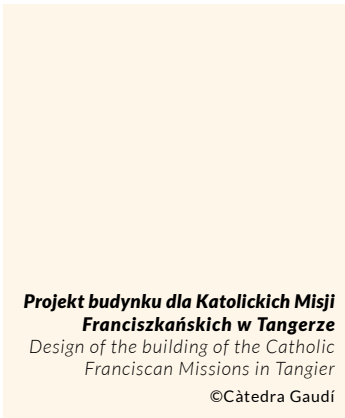 Projekt budynku dla Katolickich Misji
Franciszkańskich w Tangerze
Design of the building of the Catholic
Franciscan Missions in Tangier
©Càtedra Gaudí